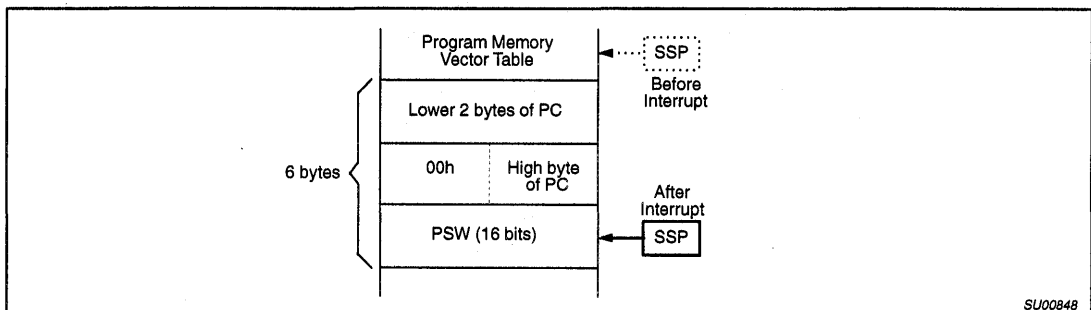 Program Memory
Vector Table
SSP
Before
Interrupt
Lower 2 bytes of PC
6 bytes
00h
High byte
of PC
After
Interrupt
PSW (16 bits)
SSP
SU00848